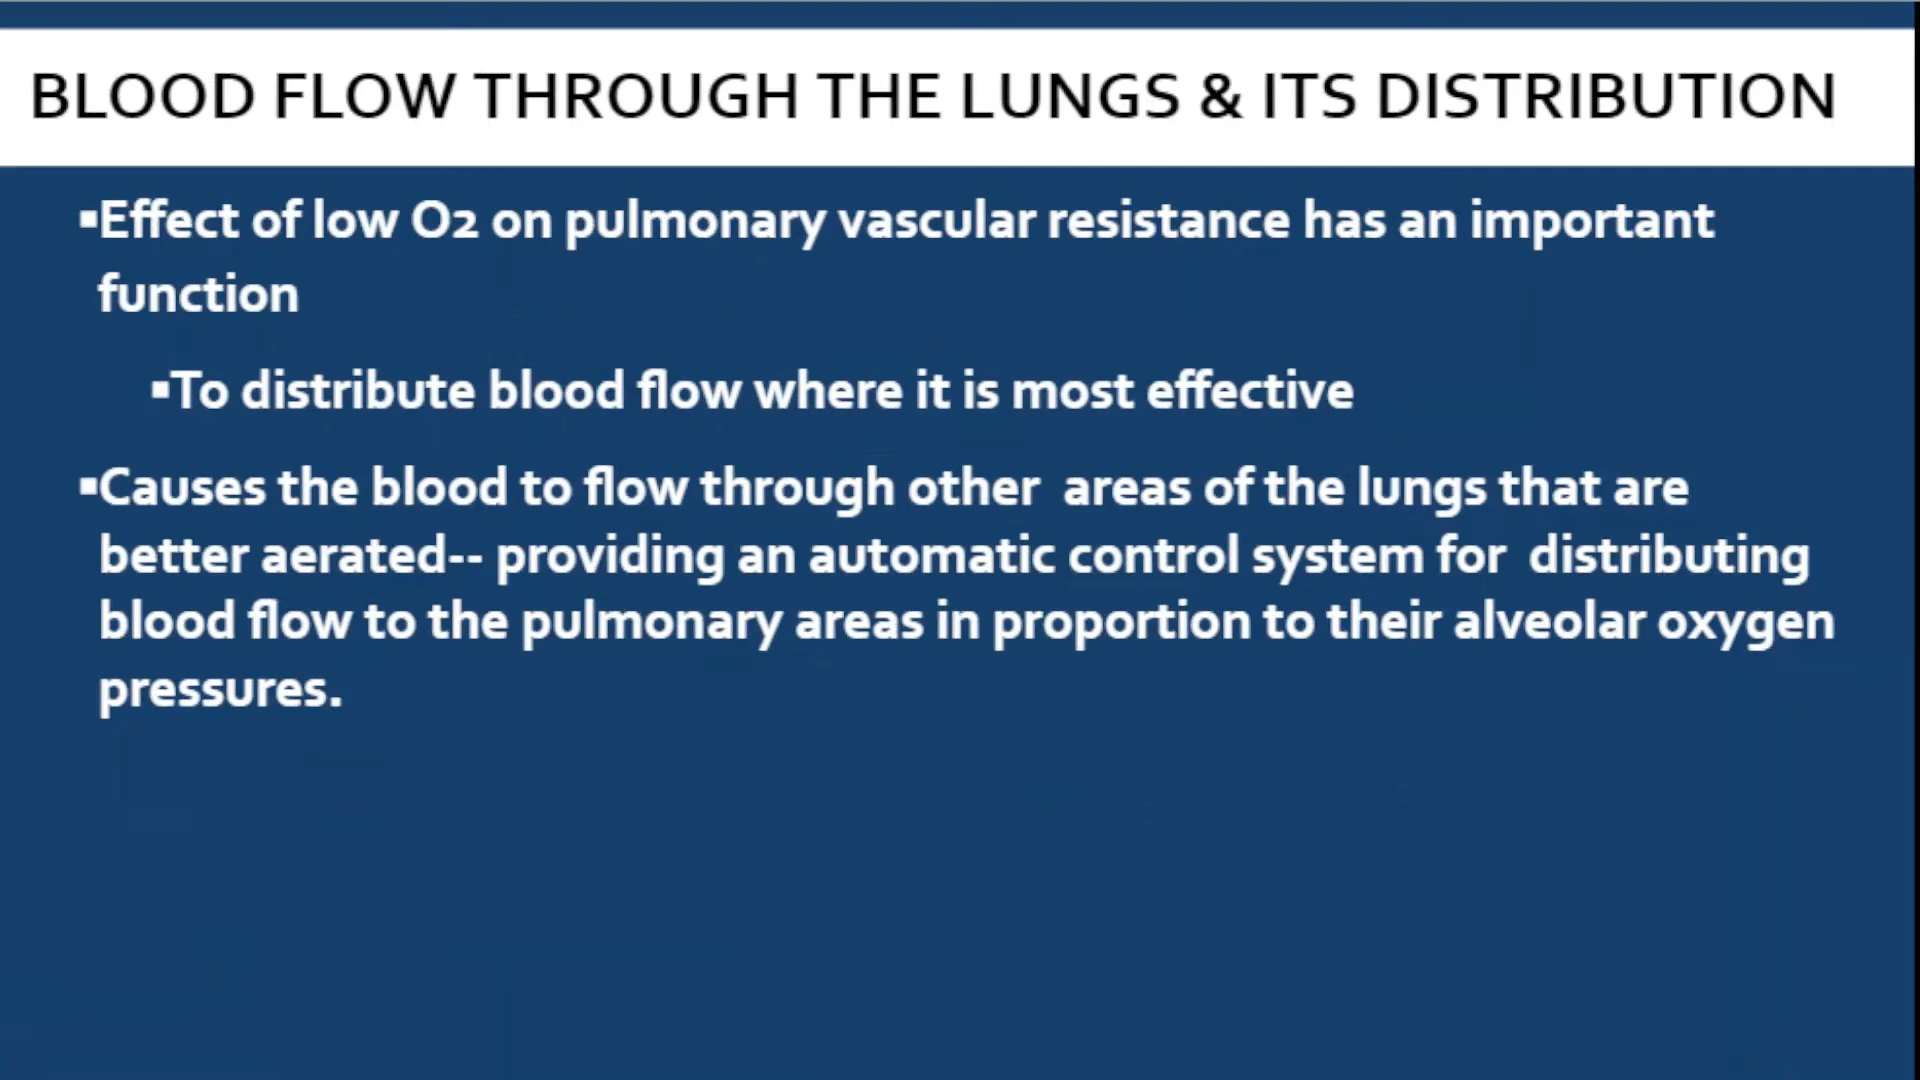 BLOOD FLOW THROUGH THE LUNGS & ITS DISTRIBUTION
▪Effect of low O2 on pulmonary vascular resistance has an important
function
▪To distribute blood flow where it is most effective
▪Causes the blood to flow through other areas of the lungs that are
better aerated-- providing an automatic control system for distributing
blood flow to the pulmonary areas in proportion to their alveolar oxygen
pressures.